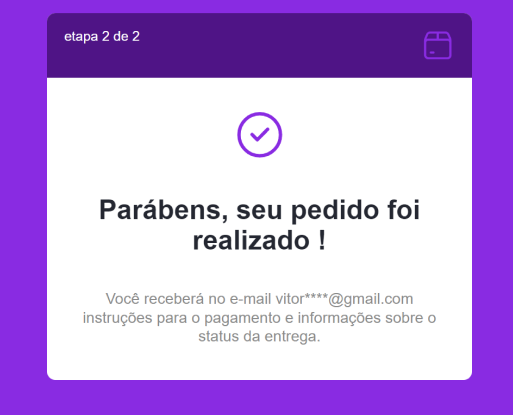 etapa 2 de 2
Parábens, seu pedido foi
realizado !
Você receberá no e-mail vitor****@gmail.com
instruções para o pagamento e informações sobre o
status da entrega.